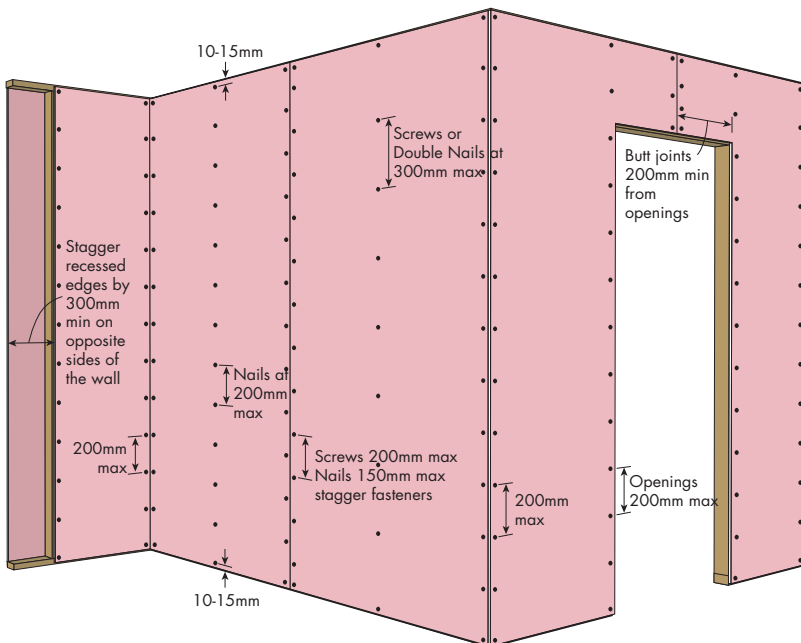 10-15mm
Screws or
Double Nails at
300mm max
Butt joints
200mm min
from
openings
Stagger
recessed
edges by
300mm
min on
opposite
sides of
the wall
Nails at
200mm
max
200mm
max
Screws 200mm max
Nails 150mm max
stagger fasteners
200mm
max
Openings
200mm max
10-15mm